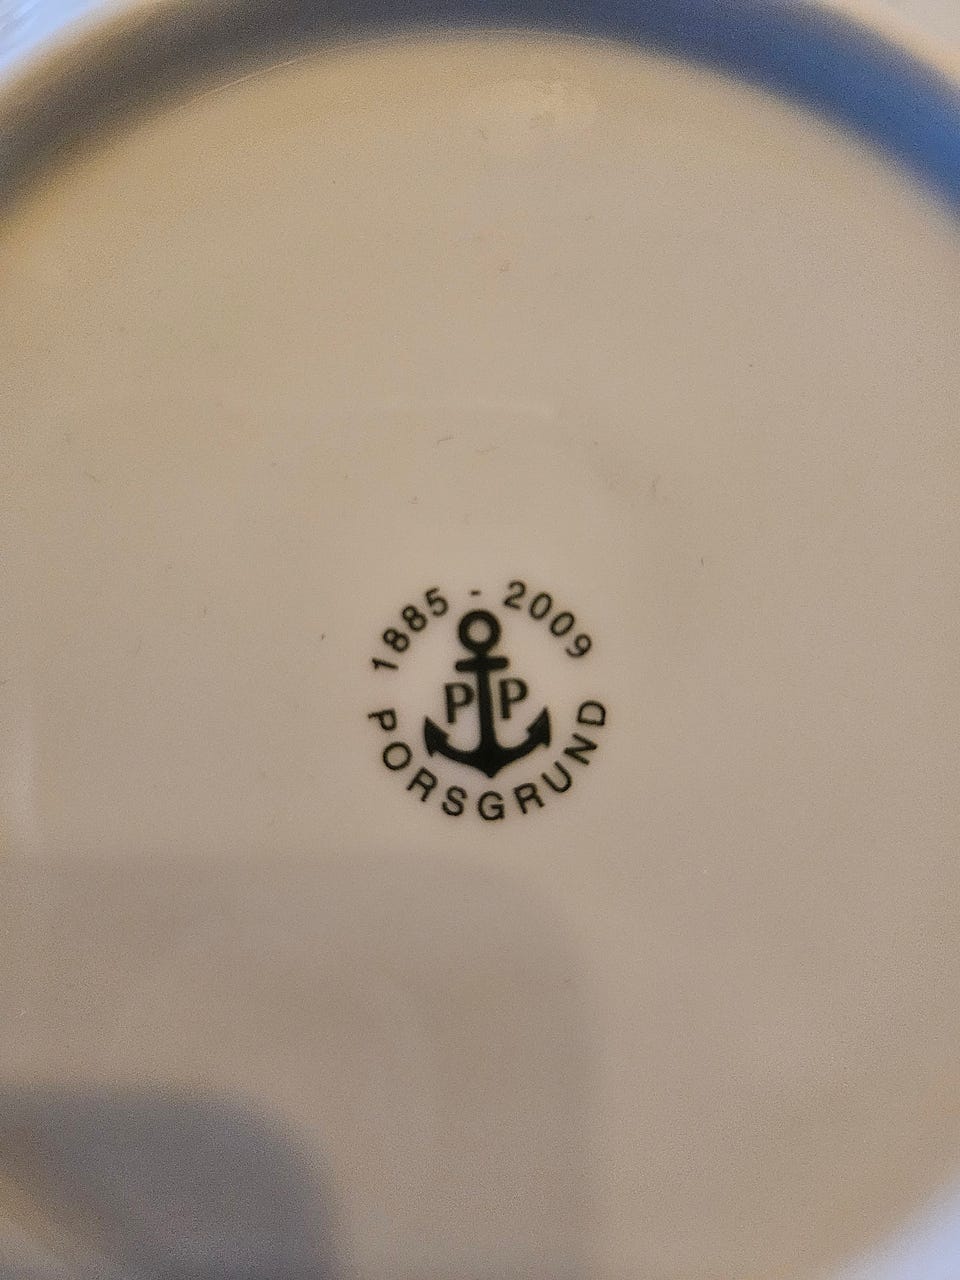 1885 - 2009
P P
PORSGRUND